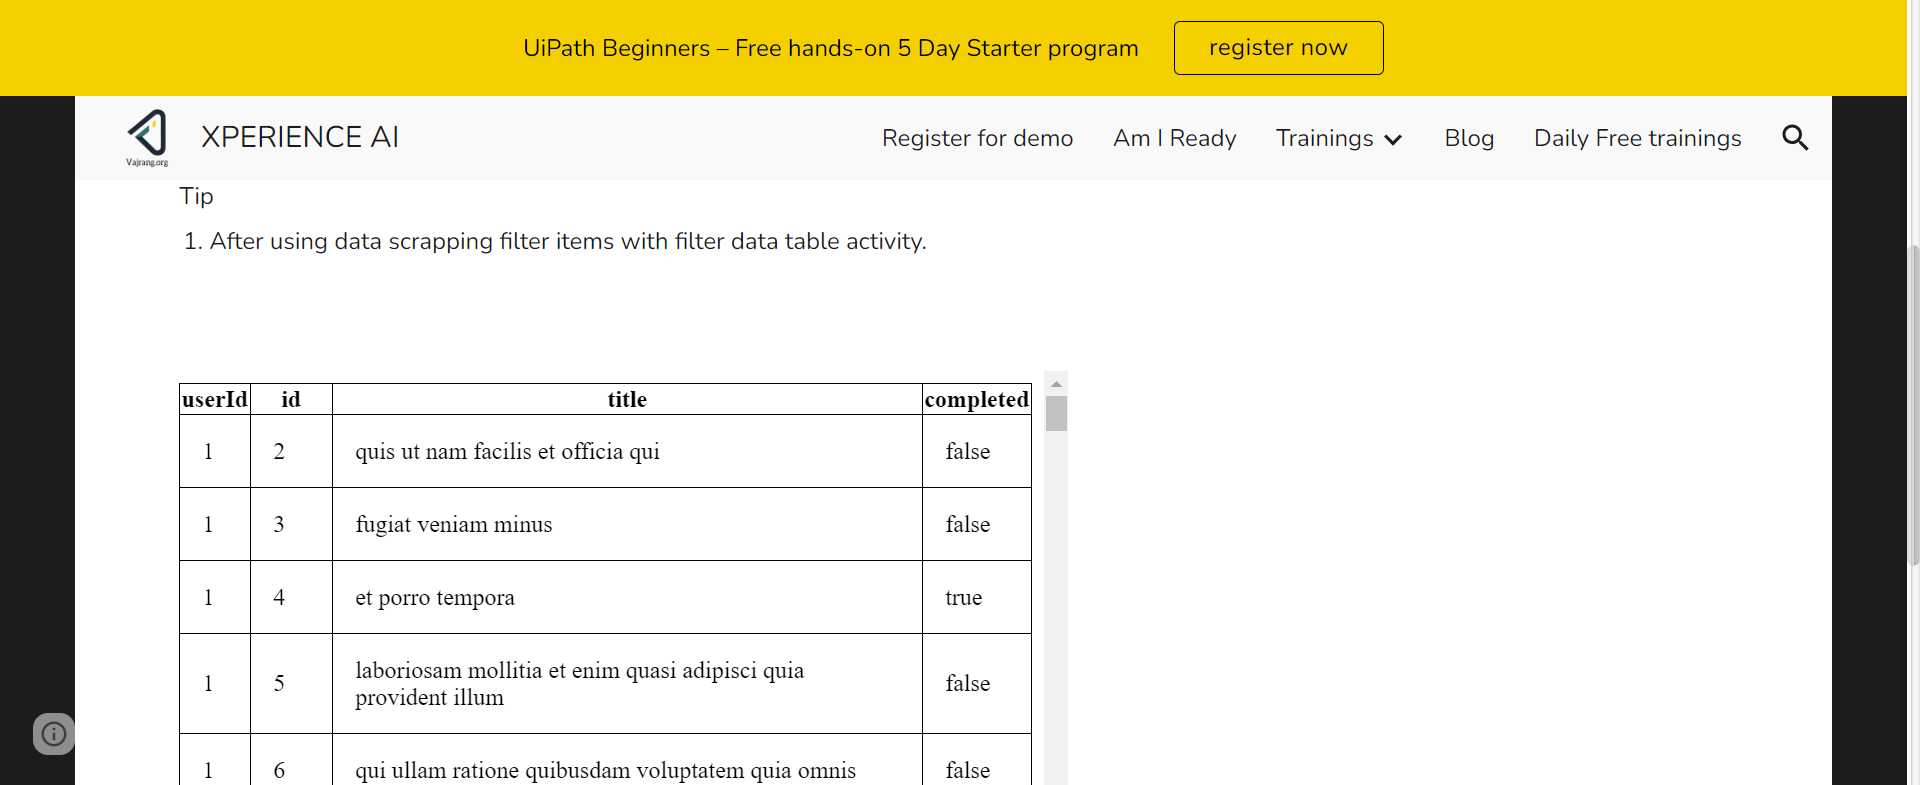 UiPath Beginners – Free hands-on 5 Day Starter program
register now
Vajrang.org
XPERIENCE AI
Register for demo
Am I Ready
Trainings
Blog
Daily Free trainings
Tip
1. After using data scrapping filter items with filter data table activity.
userId id title completed
1 2 quis ut nam facilis et officia qui false
1 3 fugiat veniam minus false
1 4 et porro tempora true
1 5 laboriosam mollitia et enim quasi adipisci quia
provident illum false
1 6 qui ullam ratione quibusdam voluptatem quia omnis false